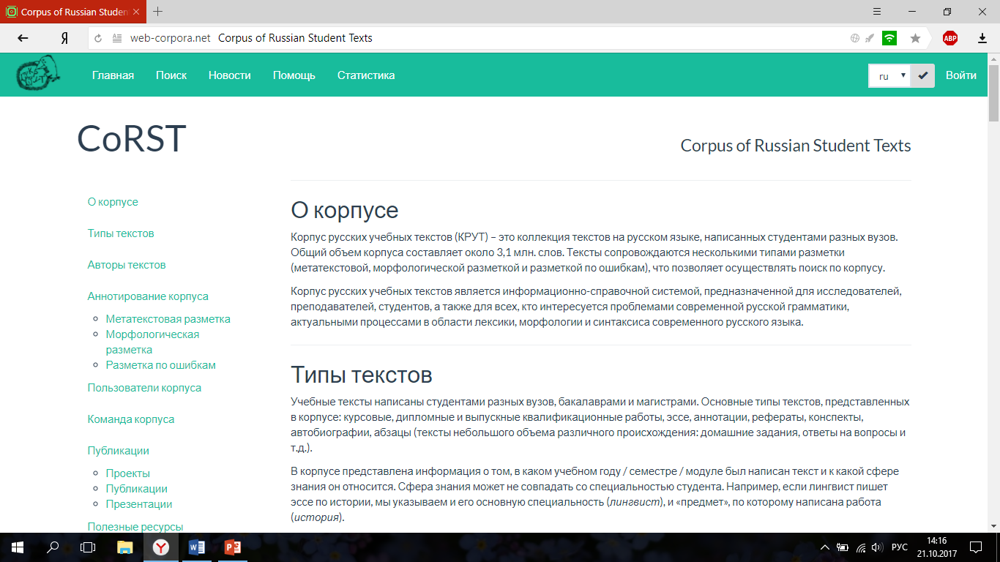 Corpus of Russian Studen
web-corpora.net Corpus of Russian Student Texts
ABP
Главная Поиск Новости Помощь Статистика ru Войти
CoRST
Corpus of Russian Student Texts
О корпусе
Типы текстов
Авторы текстов
Аннотирование корпуса
Метатекстовая разметка
Морфологическая
разметка
Разметка по ошибкам
Пользователи корпуса
Команда корпуса
Публикации
Проекты
Публикации
Презентации
Полезные ресурсы
О корпусе
Корпус русских учебных текстов (КРУТ) – это коллекция текстов на русском языке, написанных студентами разных вузов.
Общий объем корпуса составляет около 3,1 млн. слов. Тексты сопровождаются несколькими типами разметки
(метатекстовой, морфологической разметкой и разметкой по ошибкам), что позволяет осуществлять поиск по корпусу.
Корпус русских учебных текстов является информационно-справочной системой, предназначенной для исследователей,
преподавателей, студентов, а также для всех, кто интересуется проблемами современной русской грамматики,
актуальными процессами в области лексики, морфологии и синтаксиса современного русского языка.
Типы текстов
Учебные тексты написаны студентами разных вузов, бакалаврами и магистрами. Основные типы текстов, представленных
в корпусе: курсовые, дипломные и выпускные квалификационные работы, эссе, аннотации, рефераты, конспекты,
автобиографии, абзацы (тексты небольшого объема различного происхождения: домашние задания, ответы на вопросы и
т.д.).
В корпусе представлена информация о том, в каком учебном году / семестре / модуле был написан текст и к какой сфере
знания он относится. Сфера знания может не совпадать со специальностью студента. Например, если лингвист пишет
эссе по истории, мы указываем и его основную специальность (лингвист), и «предмет», по которому написана работа
(история).
РУС
14:16
21.10.2017